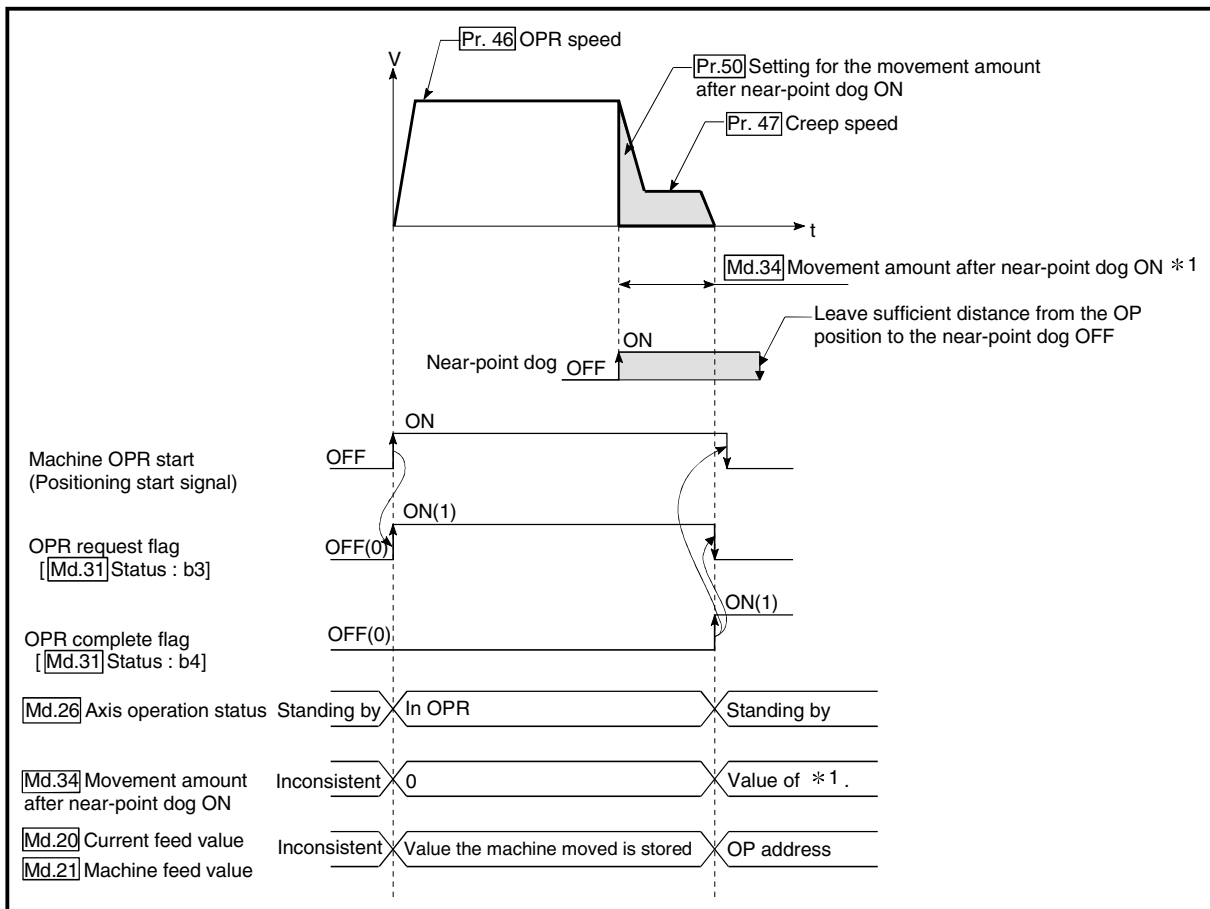 Pr. 46 OPR speed
V
Pr.50 Setting for the movement amount
after near-point dog ON
Pr. 47 Creep speed
t
Md.34 Movement amount after near-point dog ON *1
Leave sufficient distance from the OP
position to the near-point dog OFF
ON
Near-point dog OFF
ON
Machine OPR start
(Positioning start signal)
OFF
ON(1)
OPR request flag
[ Md.31 Status : b3]
OFF(0)
ON(1)
OPR complete flag
[ Md.31 Status : b4]
OFF(0)
Md.26 Axis operation status Standing by In OPR Standing by
Md.34 Movement amount
after near-point dog ON
Inconsistent 0 Value of *1 .
Md.20 Current feed value
Md.21 Machine feed value
Inconsistent Value the machine moved is stored OP address